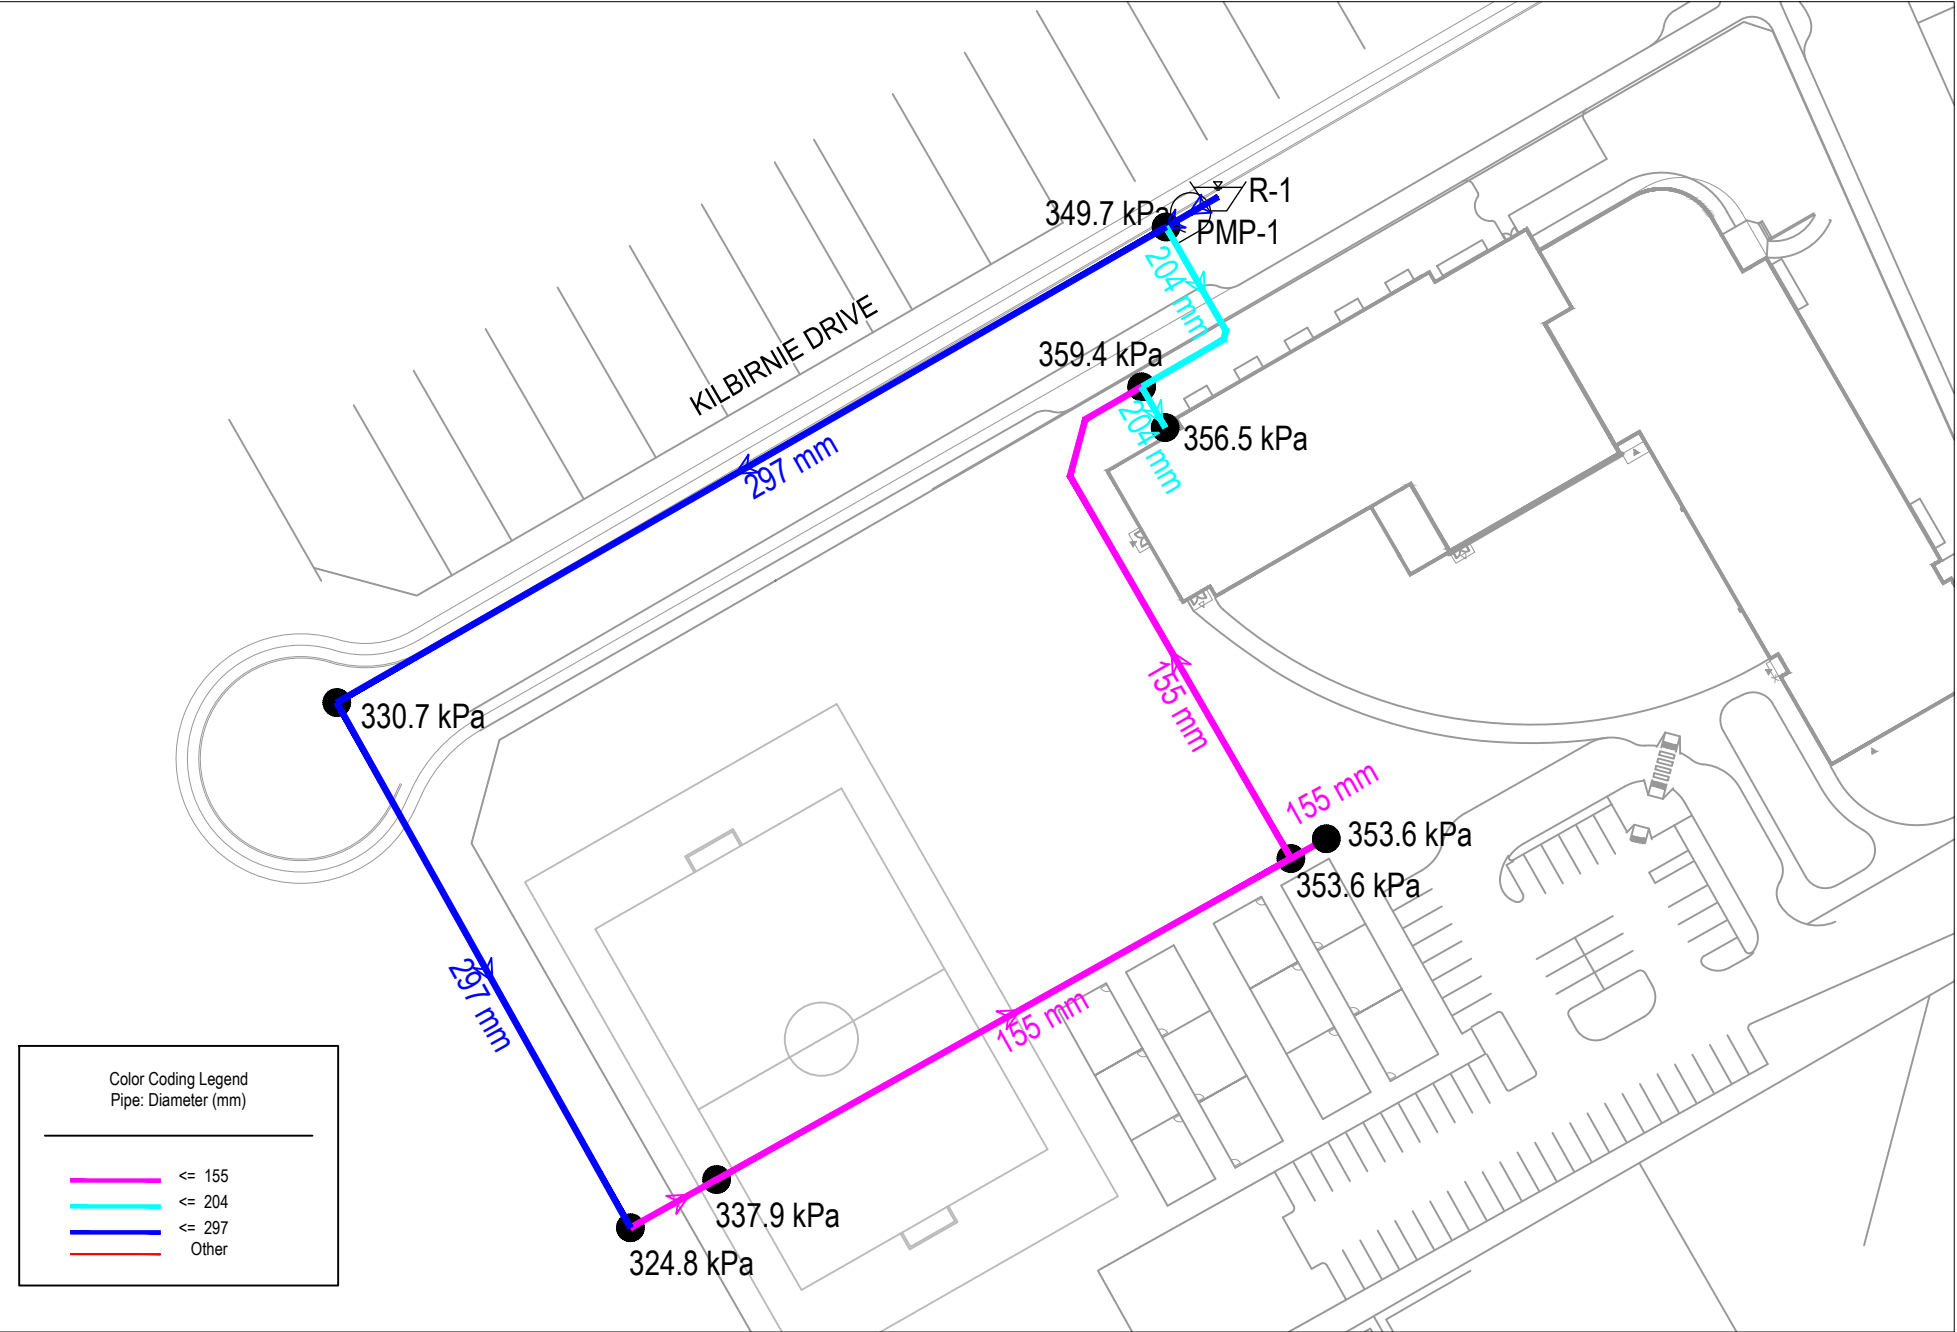 R-1
349.7 kPa
PMP-1
204 mm
KILBIRNIE DRIVE
359.4 kPa
204 mm
356.5 kPa
297 mm
155 mm
330.7 kPa
155 mm
353.6 kPa
353.6 kPa
297 mm
155 mm
337.9 kPa
324.8 kPa
Color Coding Legend
Pipe: Diameter (mm)
<= 155
<= 204
<= 297
Other